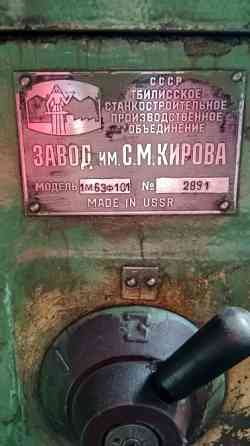 СССР
ТБИЛИССКОЕ
СТАНКОСТРОИТЕЛЬНОЕ
ПРОИЗВОДСТВЕННОЕ
ОБЪЕДИНЕНИЕ
ЗАВОД им. С.М.КИРОВА
МОДЕЛЬ 1М63Ф101 № 2891
MADE IN USSR